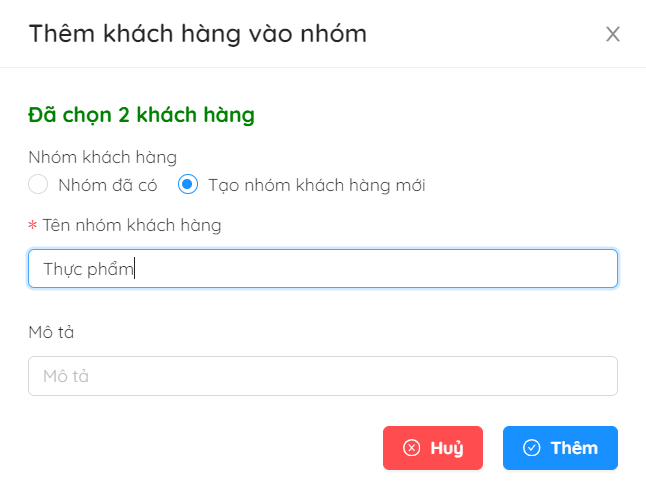 Thêm khách hàng vào nhóm
Đã chọn 2 khách hàng
Nhóm khách hàng
Nhóm đã có Tạo nhóm khách hàng mới
* Tên nhóm khách hàng
Thực phẩm
Mô tả
Mô tả
Huỷ Thêm